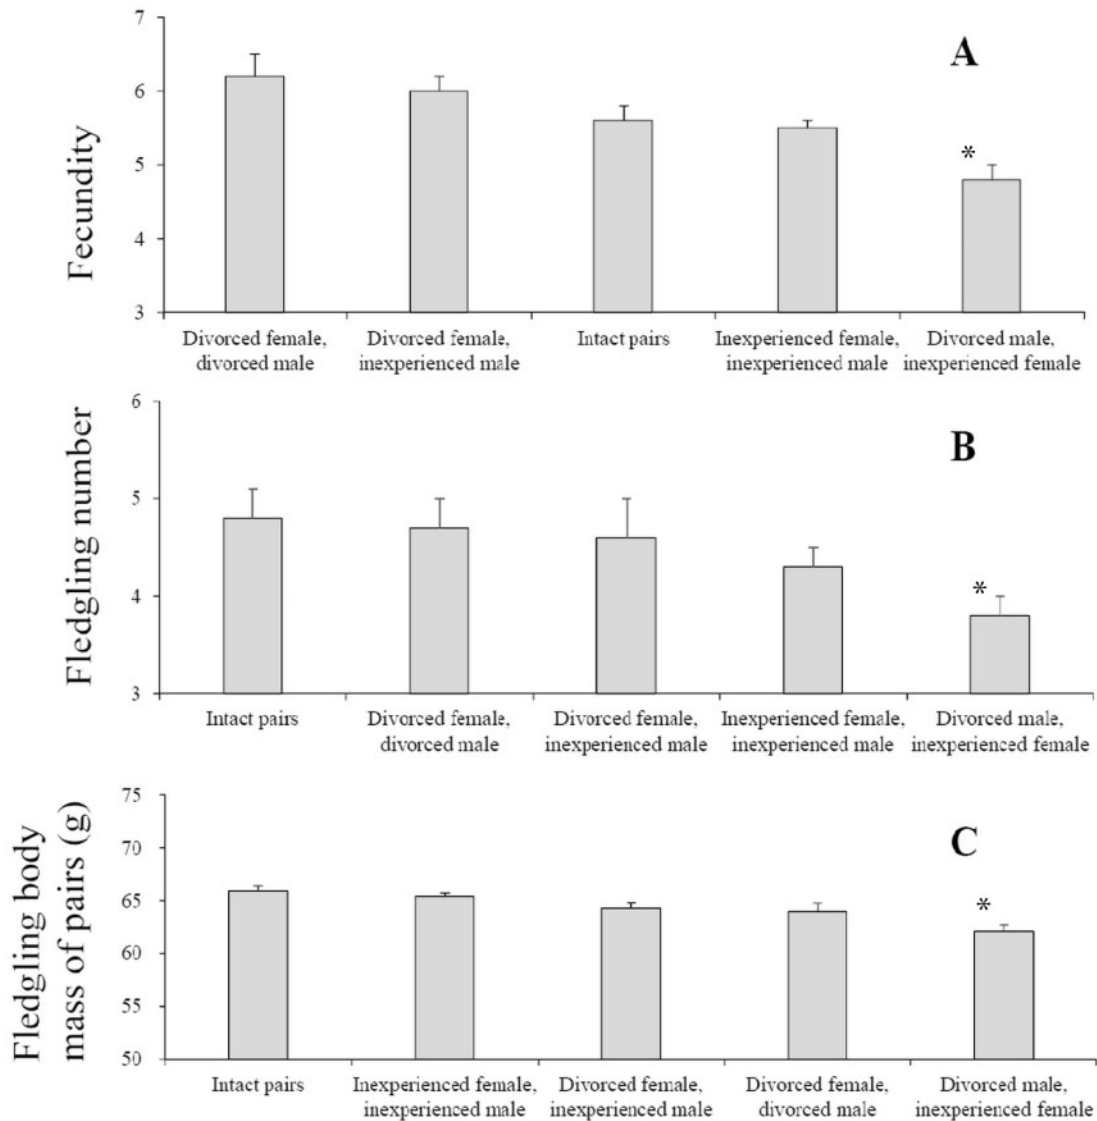 A
Fecundity
7
6
5
4
3
*
Divorced female,
divorced male
Divorced female,
inexperienced male
Intact pairs
Inexperienced female,
inexperienced male
Divorced male,
inexperienced female
B
Fledgling number
6
5
4
3
*
Intact pairs
Divorced female,
divorced male
Divorced female,
inexperienced male
Inexperienced female,
inexperienced male
Divorced male,
inexperienced female
C
Fledgling body
mass of pairs (g)
75
70
65
60
55
50
*
Intact pairs
Inexperienced female,
inexperienced male
Divorced female,
inexperienced male
Divorced female,
divorced male
Divorced male,
inexperienced female